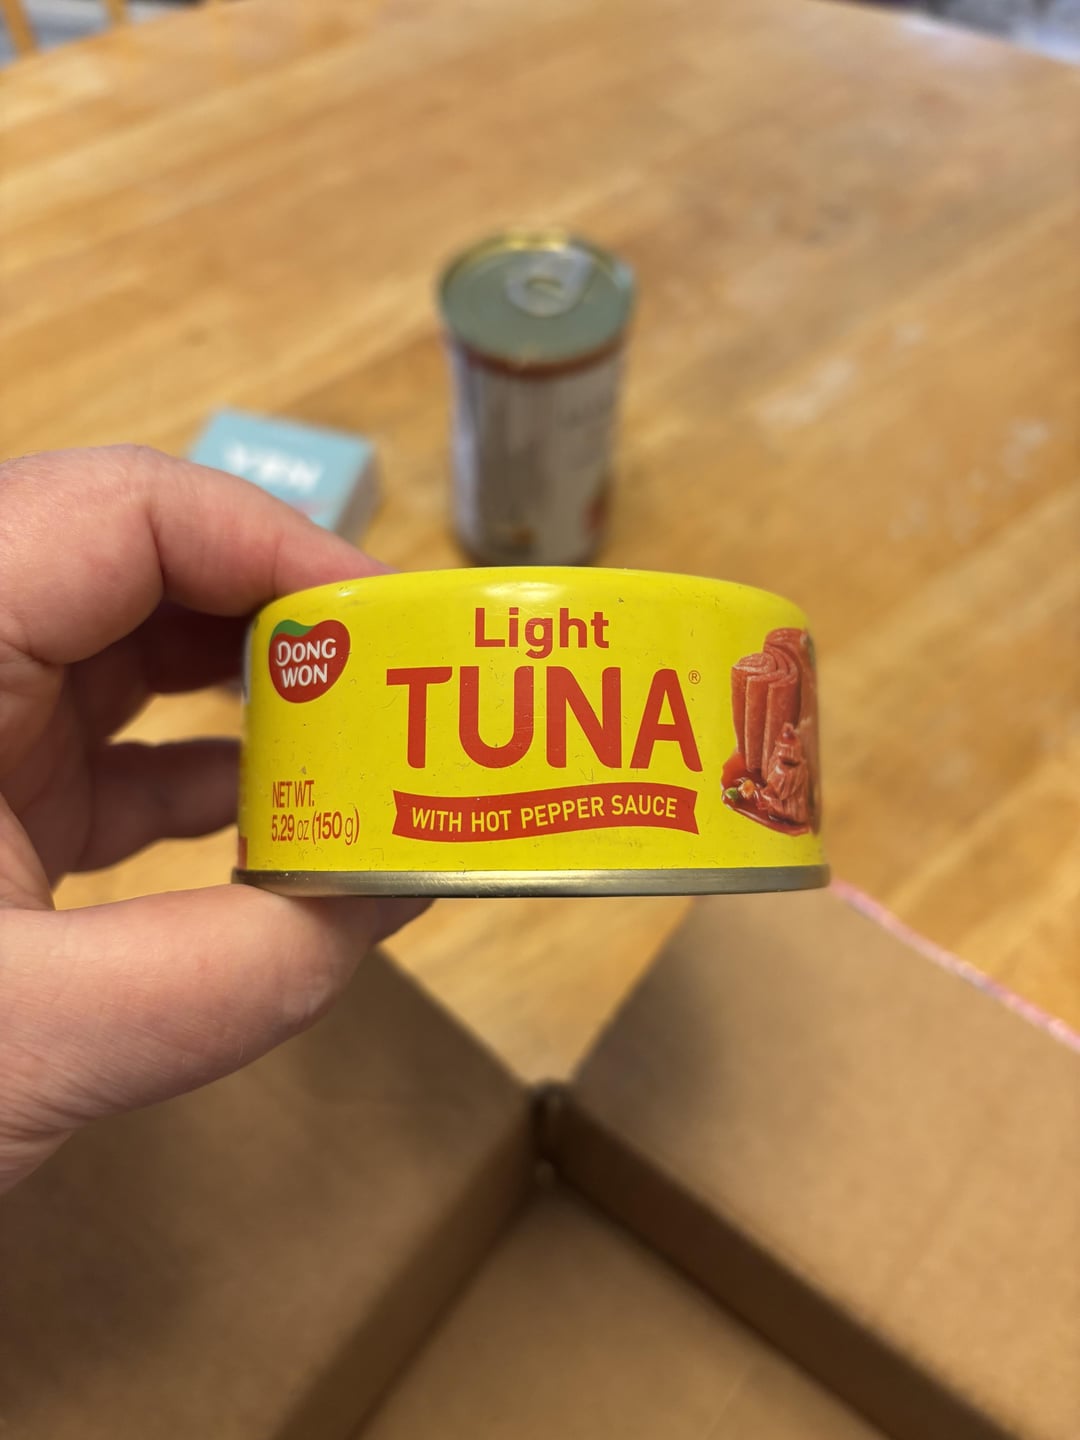 DONG
WON
Light
TUNA®
WITH HOT PEPPER SAUCE
NET WT.
5.29 oz (150 g)